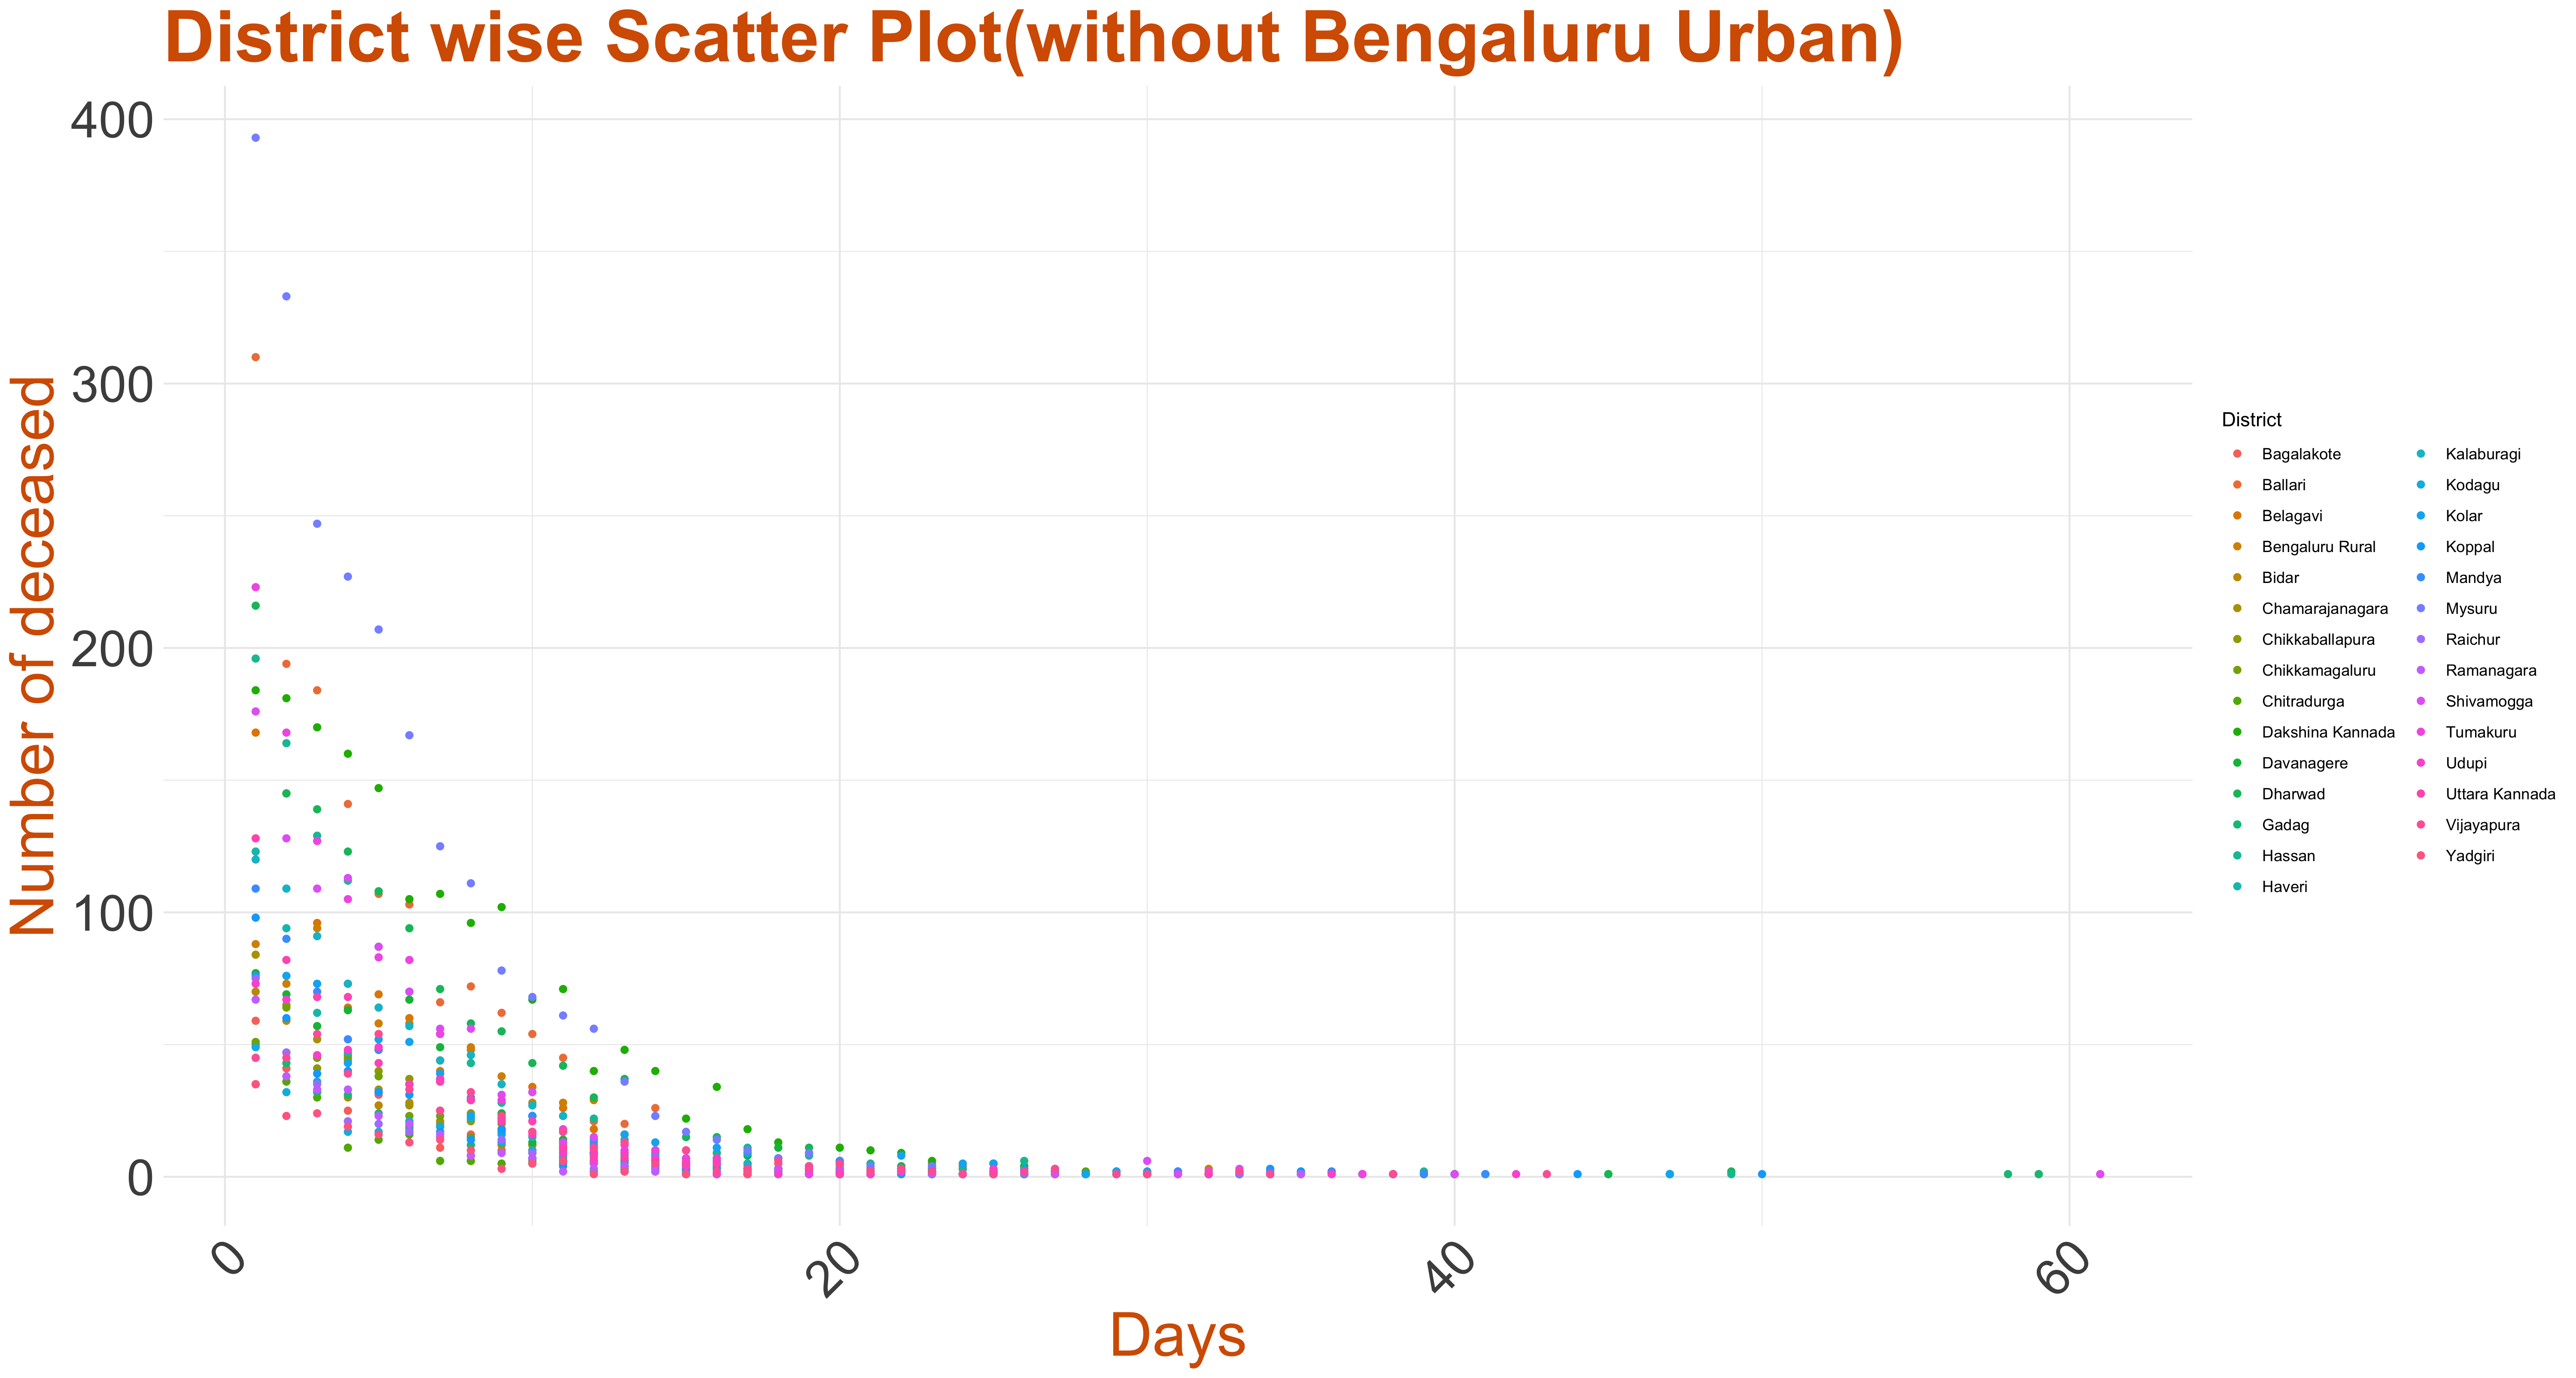 District wise Scatter Plot(without Bengaluru Urban)
Number of deceased
400
300
200
100
0
0
20
40
60
Days
District
Bagalakote
Ballari
Belagavi
Bengaluru Rural
Bidar
Chamarajanagara
Chikkaballapura
Chikkamagaluru
Chitradurga
Dakshina Kannada
Davanagere
Dharwad
Gadag
Hassan
Haveri
Kalaburagi
Kodagu
Kolar
Koppal
Mandya
Mysuru
Raichur
Ramanagara
Shivamogga
Tumakuru
Udupi
Uttara Kannada
Vijayapura
Yadgiri